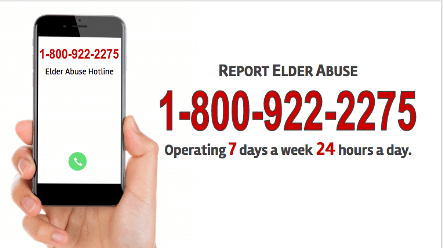 1-800-922-2275
Elder Abuse Hotline
REPORT ELDER ABUSE
1-800-922-2275
Operating 7 days a week 24 hours a day.